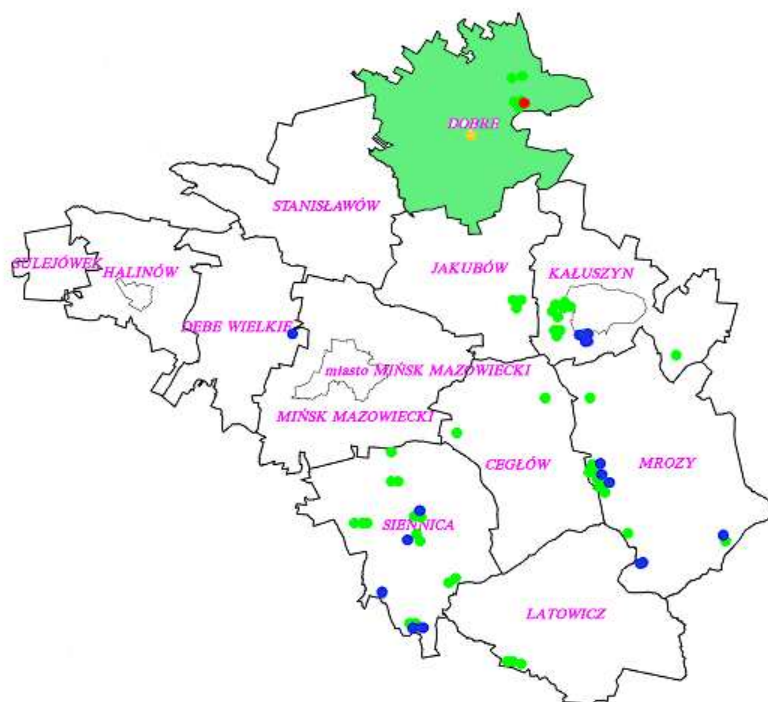 DOBRE
STANISŁAWÓW
SULEJÓWEK
HALINÓW
JAKUBÓW
KAŁUSZYN
DĘBE WIELKIE
miasto MIŃSK MAZOWIECKI
MIŃSK MAZOWIECKI
CEGŁÓW
MROZY
SIENNICA
LATOWICZ